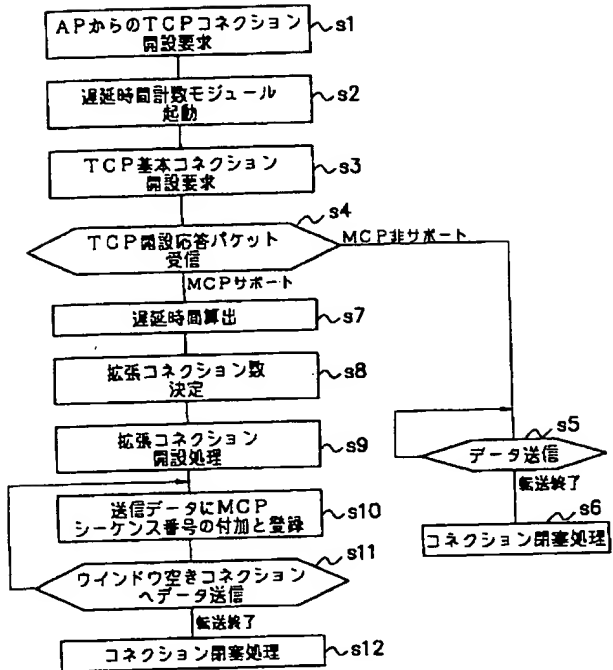 APからのTCPコネクション
開設要求
s1
遅延時間計数モジュール
起動
s2
TCP基本コネクション
開設要求
s3
s4
TCP開設応答パケット
受信
MCP非サポート
MCPサポート
遅延時間算出
s7
拡張コネクション数
決定
s8
拡張コネクション
開設処理
s9
送信データにMCP
シーケンス番号の付加と登録
s10
s11
ウインドウ空きコネクション
へデータ送信
転送終了
コネクション閉塞処理
s12
s5
データ送信
転送終了
s6
コネクション閉塞処理